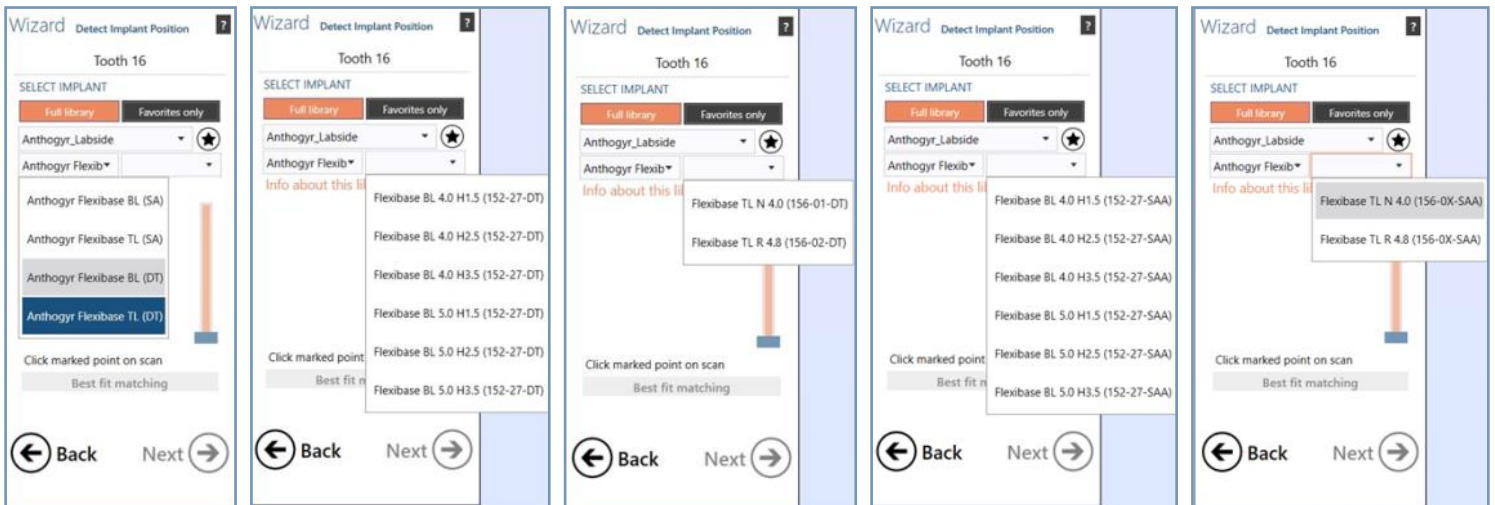 Wizard Detect Implant Position ?
Tooth 16
SELECT IMPLANT
Full library Favorites only
Anthogyr_Labside
Anthogyr Flexib
Anthogyr Flexibase BL (SA)
Anthogyr Flexibase TL (SA)
Anthogyr Flexibase BL (DT)
Anthogyr Flexibase TL (DT)
Click marked point on scan
Best fit matching
Back Next
Wizard Detect Implant Position ?
Tooth 16
SELECT IMPLANT
Full library Favorites only
Anthogyr_Labside
Anthogyr Flexib
Info about this li
Flexibase BL 4.0 H1.5 (152-27-DT)
Flexibase BL 4.0 H2.5 (152-27-DT)
Flexibase BL 4.0 H3.5 (152-27-DT)
Flexibase BL 5.0 H1.5 (152-27-DT)
Click marked point
Flexibase BL 5.0 H2.5 (152-27-DT)
Best fit m
Flexibase BL 5.0 H3.5 (152-27-DT)
Back Next
Wizard Detect Implant Position ?
Tooth 16
SELECT IMPLANT
Full library Favorites only
Anthogyr_Labside
Anthogyr Flexib
Info about this li
Flexibase TL N 4.0 (156-01-DT)
Flexibase TL R 4.8 (156-02-DT)
Click marked point on scan
Best fit matching
Back Next
Wizard Detect Implant Position ?
Tooth 16
SELECT IMPLANT
Full library Favorites only
Anthogyr_Labside
Anthogyr Flexib
Info about this li
Flexibase BL 4.0 H1.5 (152-27-SAA)
Flexibase BL 4.0 H2.5 (152-27-SAA)
Flexibase BL 4.0 H3.5 (152-27-SAA)
Flexibase BL 5.0 H1.5 (152-27-SAA)
Click marked point
Flexibase BL 5.0 H2.5 (152-27-SAA)
Best fit m
Flexibase BL 5.0 H3.5 (152-27-SAA)
Back Next
Wizard Detect Implant Position ?
Tooth 16
SELECT IMPLANT
Full library Favorites only
Anthogyr_Labside
Anthogyr Flexib
Info about this li
Flexibase TL N 4.0 (156-0X-SAA)
Flexibase TL R 4.8 (156-0X-SAA)
Click marked point on scan
Best fit matching
Back Next